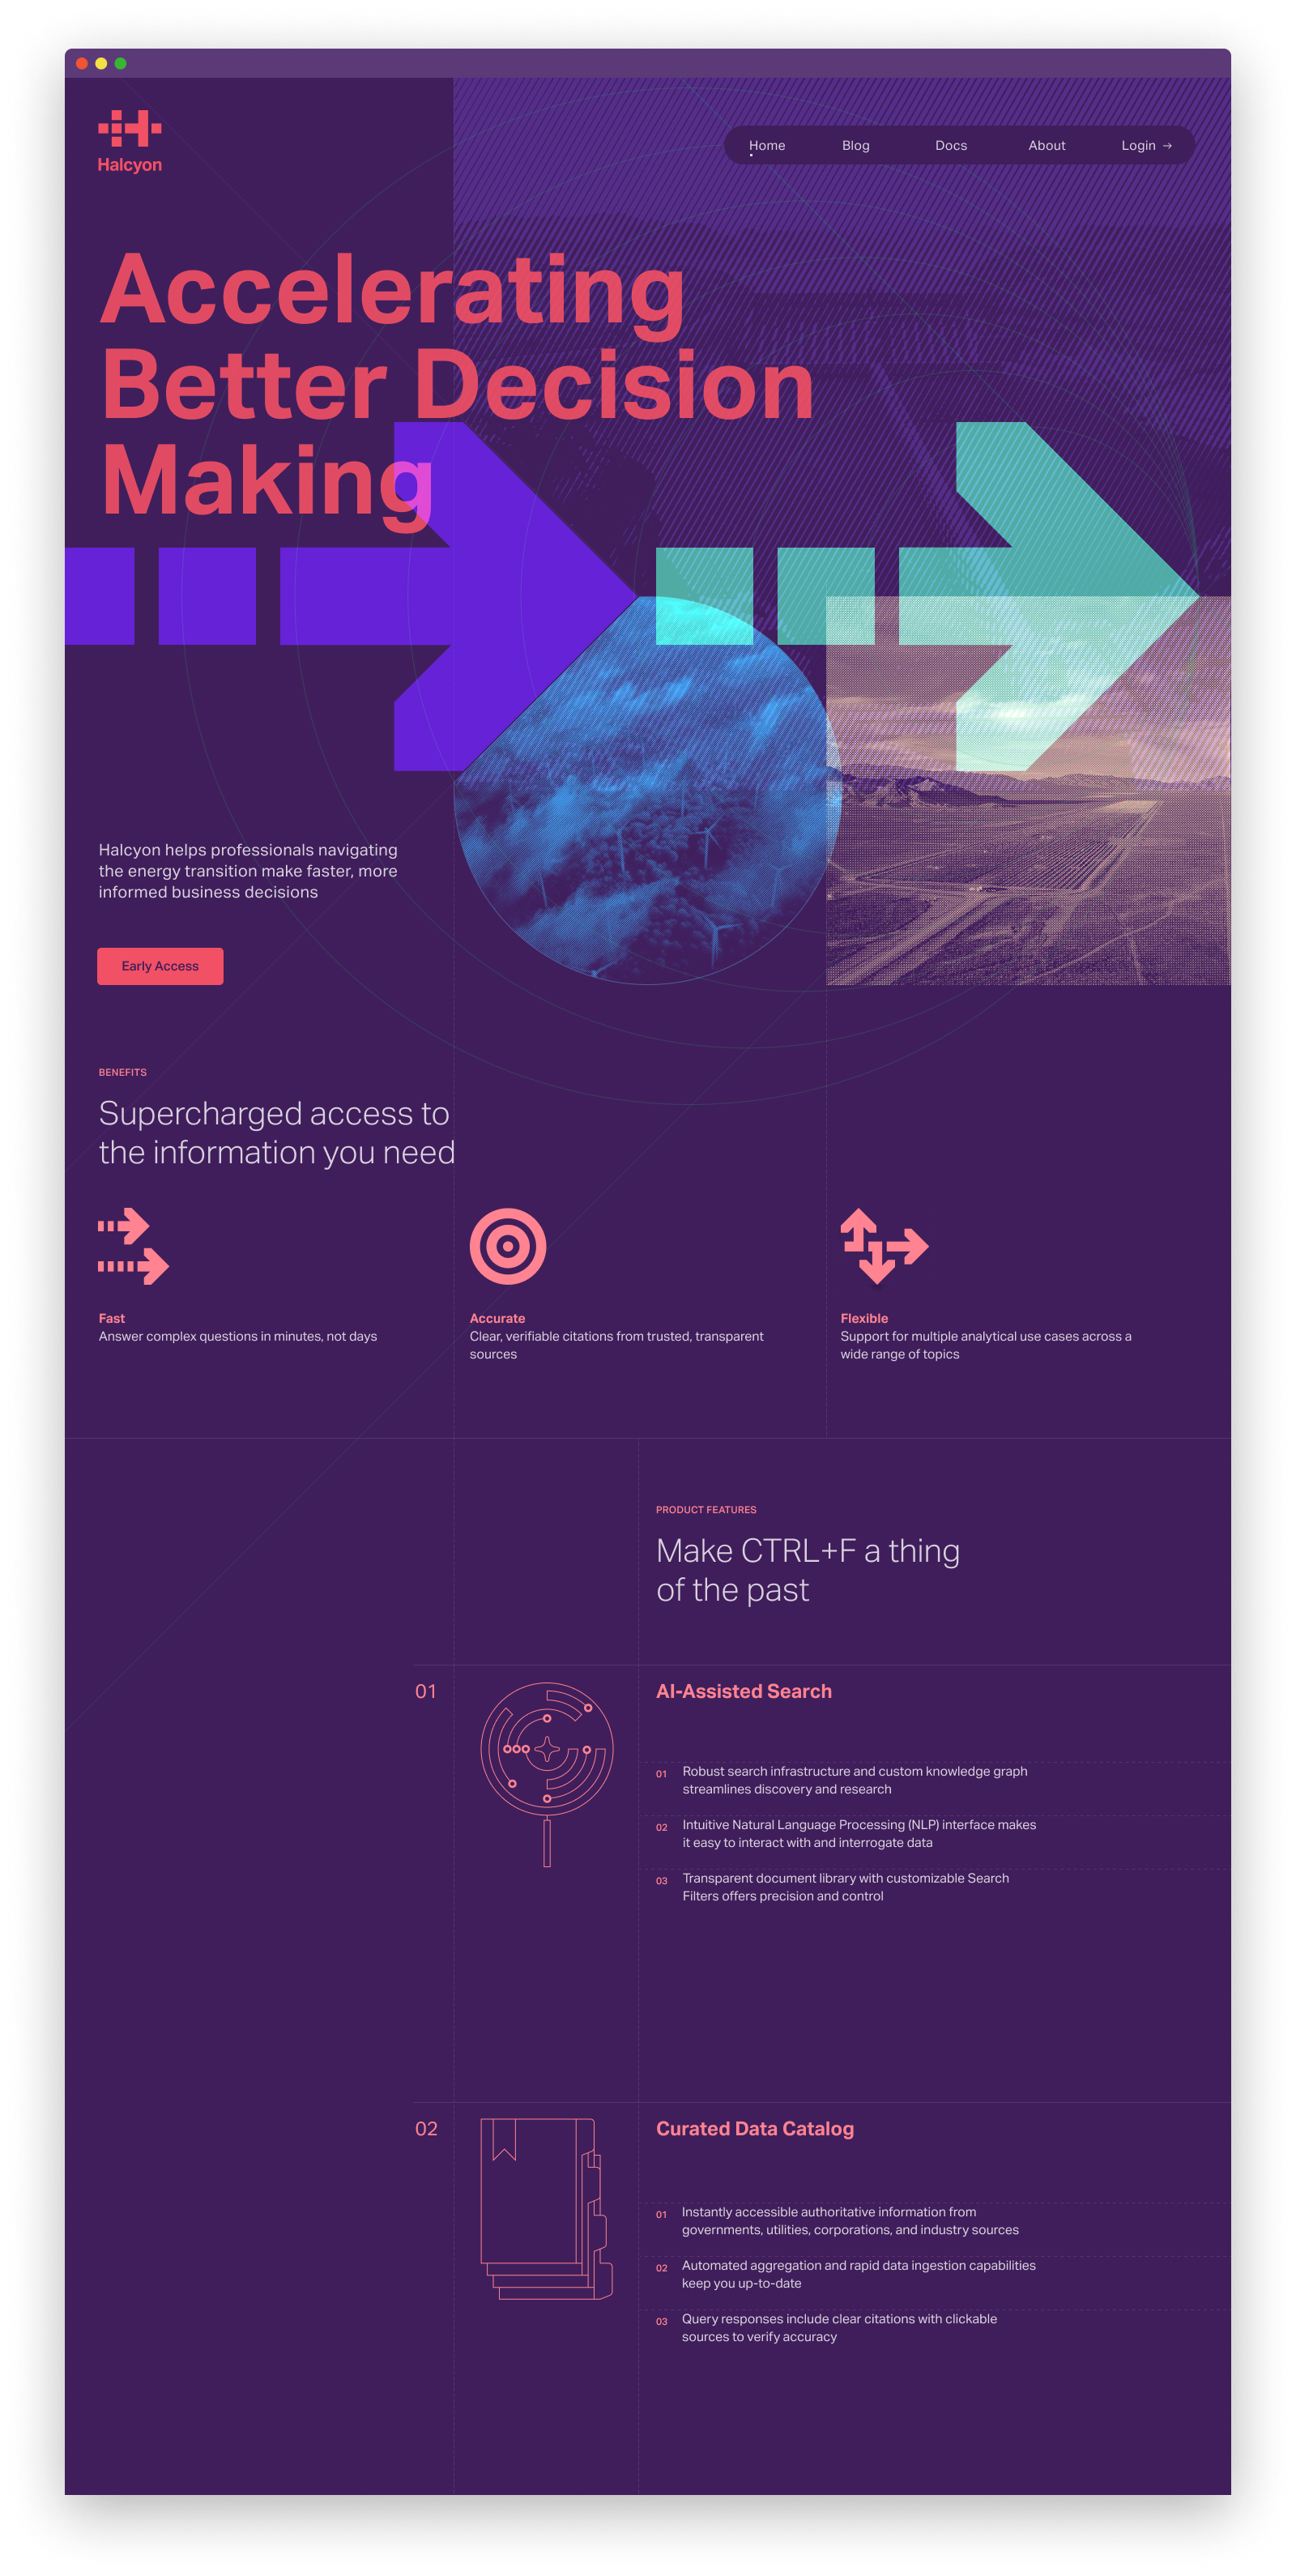 Halcyon
Home
Blog
Docs
About
Login →
Accelerating
Better Decision
Making
Halcyon helps professionals navigating
the energy transition make faster, more
informed business decisions
Early Access
BENEFITS
Supercharged access to
the information you need
Fast
Answer complex questions in minutes, not days
Accurate
Clear, verifiable citations from trusted, transparent
sources
Flexible
Support for multiple analytical use cases across a
wide range of topics
PRODUCT FEATURES
Make CTRL+F a thing
of the past
01
AI-Assisted Search
01 Robust search infrastructure and custom knowledge graph
streamlines discovery and research
02 Intuitive Natural Language Processing (NLP) interface makes
it easy to interact with and interrogate data
03 Transparent document library with customizable Search
Filters offers precision and control
02
Curated Data Catalog
01 Instantly accessible authoritative information from
governments, utilities, corporations, and industry sources
02 Automated aggregation and rapid data ingestion capabilities
keep you up-to-date
03 Query responses include clear citations with clickable
sources to verify accuracy